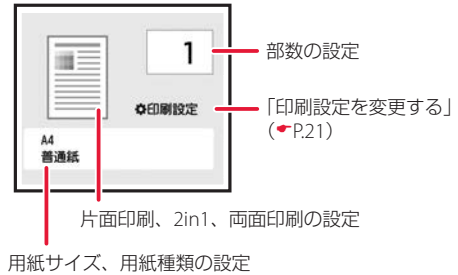 1
部数の設定
印刷設定
「印刷設定を変更する」
（☛P.21）
A4
普通紙
片面印刷、2in1、両面印刷の設定
用紙サイズ、用紙種類の設定